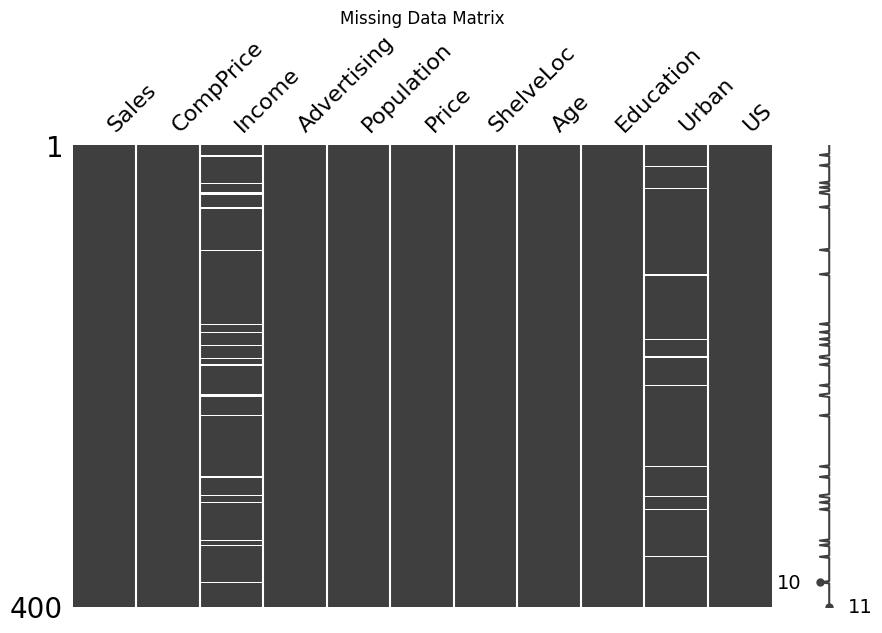 Missing Data Matrix
Sales
CompPrice
Income
Advertising
Population
Price
ShelveLoc
Age
Education
Urban
US
1
10
400
11